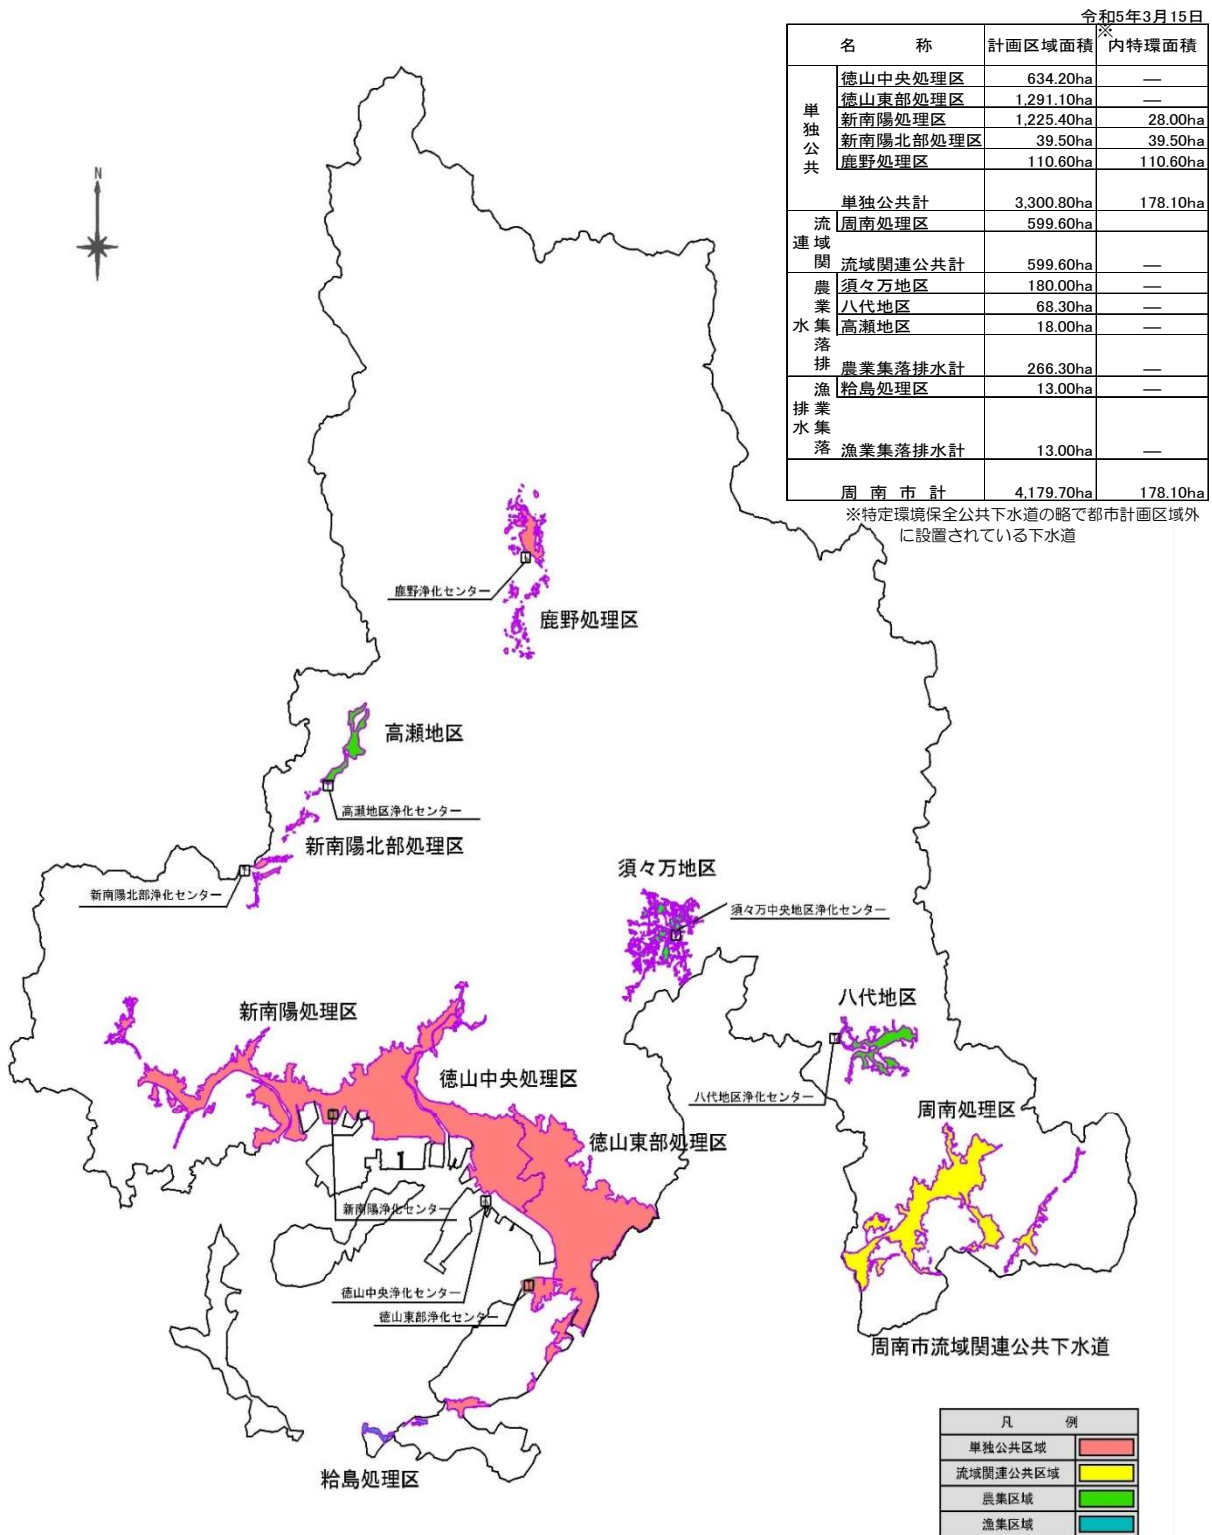 令和5年3月15日
名 称 計画区域面積 ※内特環面積
単独公共
徳山中央処理区 634.20ha ―
徳山東部処理区 1,291.10ha ―
新南陽処理区 1,225.40ha 28.00ha
新南陽北部処理区 39.50ha 39.50ha
鹿野処理区 110.60ha 110.60ha
単独公共計 3,300.80ha 178.10ha
流域関連
周南処理区 599.60ha
流域関連公共計 599.60ha ―
農業集落排水
須々万地区 180.00ha ―
八代地区 68.30ha ―
高瀬地区 18.00ha ―
農業集落排水計 266.30ha ―
漁業集落排水
粭島処理区 13.00ha ―
漁業集落排水計 13.00ha ―
周南市計 4,179.70ha 178.10ha
※特定環境保全公共下水道の略で都市計画区域外
に設置されている下水道
N
鹿野浄化センター
鹿野処理区
高瀬地区
高瀬地区浄化センター
新南陽北部処理区
新南陽北部浄化センター
須々万地区
須々万中央地区浄化センター
八代地区
八代地区浄化センター
新南陽処理区
徳山中央処理区
周南処理区
徳山東部処理区
新南陽浄化センター
徳山中央浄化センター
徳山東部浄化センター
周南市流域関連公共下水道
粭島処理区
凡 例
単独公共区域
流域関連公共区域
農集区域
漁集区域